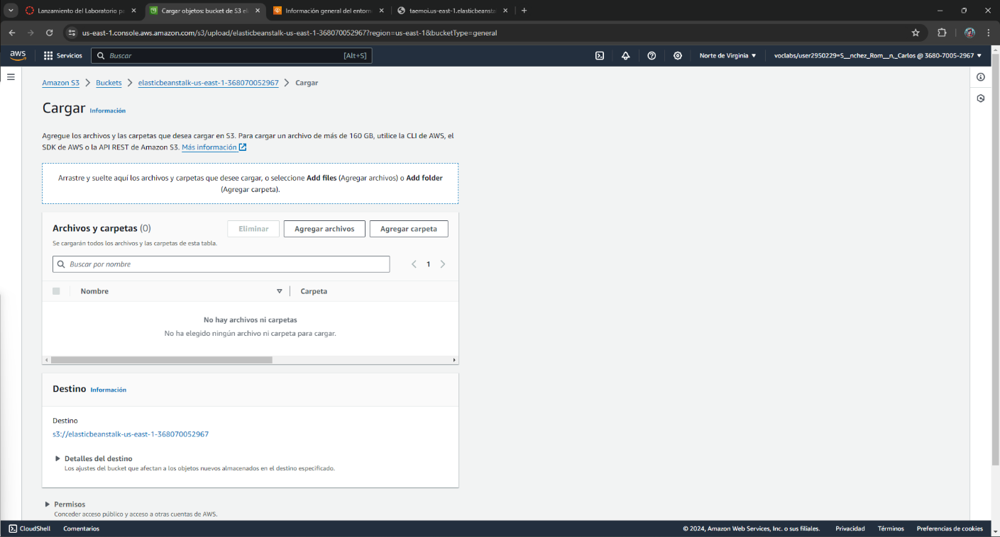 Lanzamiento del Laboratorio pa
Cargar objetos: bucket de S3 el
Información general del entorn
taemoi.us-east-1.elasticbeansta
us-east-1.console.aws.amazon.com/s3/upload/elasticbeanstalk-us-east-1-368070052967?region=us-east-1&bucketType=general
aws
Servicios
Buscar
[Alt+S]
Norte de Virginia
voclabs/user2950229=S__nchez_Rom__n,_Carlos @ 3680-7005-2967
Amazon S3 > Buckets > elasticbeanstalk-us-east-1-368070052967 > Cargar
Cargar Información
Agregue los archivos y las carpetas que desea cargar en S3. Para cargar un archivo de más de 160 GB, utilice la CLI de AWS, el
SDK de AWS o la API REST de Amazon S3. Más información
Arrastre y suelte aquí los archivos y carpetas que desee cargar, o seleccione Add files (Agregar archivos) o Add folder
(Agregar carpeta).
Archivos y carpetas (0)
Eliminar
Agregar archivos
Agregar carpeta
Se cargarán todos los archivos y las carpetas de esta tabla.
Buscar por nombre
1
Nombre
Carpeta
No hay archivos ni carpetas
No ha elegido ningún archivo ni carpeta para cargar.
Destino Información
Destino
s3://elasticbeanstalk-us-east-1-368070052967
Detalles del destino
Los ajustes del bucket que afectan a los objetos nuevos almacenados en el destino especificado.
Permisos
Conceder acceso público y acceso a otras cuentas de AWS.
CloudShell
Comentarios
© 2024, Amazon Web Services, Inc. o sus filiales.
Privacidad
Términos
Preferencias de cookies